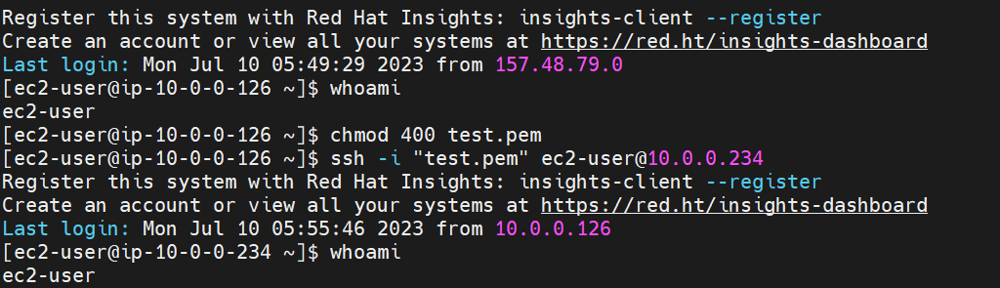 Register this system with Red Hat Insights: insights-client --register
Create an account or view all your systems at https://red.ht/insights-dashboard
Last login: Mon Jul 10 05:49:29 2023 from 157.48.79.0
[ec2-user@ip-10-0-0-126 ~]$ whoami
ec2-user
[ec2-user@ip-10-0-0-126 ~]$ chmod 400 test.pem
[ec2-user@ip-10-0-0-126 ~]$ ssh -i "test.pem" ec2-user@10.0.0.234
Register this system with Red Hat Insights: insights-client --register
Create an account or view all your systems at https://red.ht/insights-dashboard
Last login: Mon Jul 10 05:55:46 2023 from 10.0.0.126
[ec2-user@ip-10-0-0-234 ~]$ whoami
ec2-user